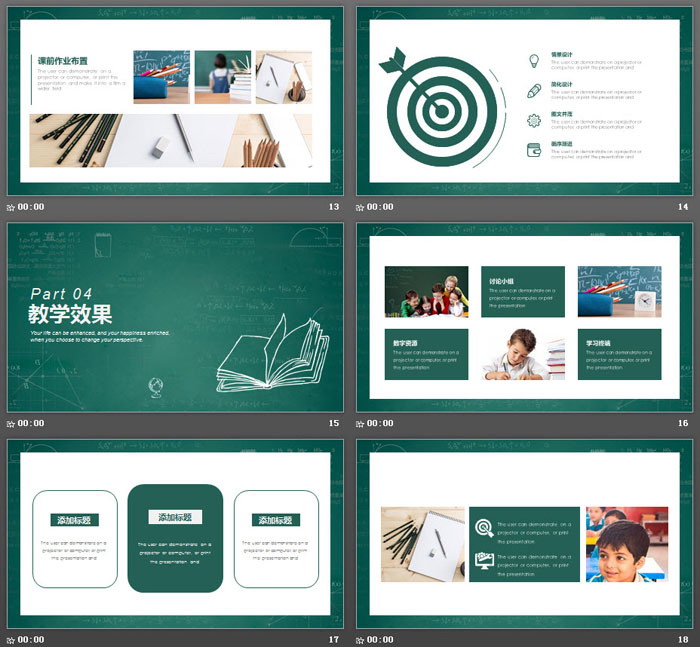 课前作业布置
The user can demonstrate on a
projector or computer, or print the
presentation and make it into a film a
wider field
00:00
13
情景设计
The user can demonstrate on a projector or
computer, or print the presentation and
简化设计
The user can demonstrate on a projector or
computer, or print the presentation and
图文并茂
The user can demonstrate on a projector or
computer, or print the presentation and
循序渐进
The user can demonstrate on a projector or
computer, or print the presentation and
00:00
14
Part 04
教学效果
Your life can be enhanced, and your happiness enriched,
when you choose to change your perspective.
00:00
15
讨论小组
The user can demonstrate on a
projector or computer, or print
the presentation
教学资源
The user can demonstrate on a
projector or computer, or print
the presentation
学习终端
The user can demonstrate on a
projector or computer, or print
the presentation
00:00
16
添加标题
The user can demonstrate on a
projector or computer, or print
the presentation and
添加标题
The user can demonstrate on a
projector or computer, or print
the presentation and
添加标题
The user can demonstrate on a
projector or computer, or print
the presentation and
00:00
17
The user can demonstrate on a
projector or computer, or print
the presentation
The user can demonstrate on a
projector or computer, or print
the presentation
00:00
18